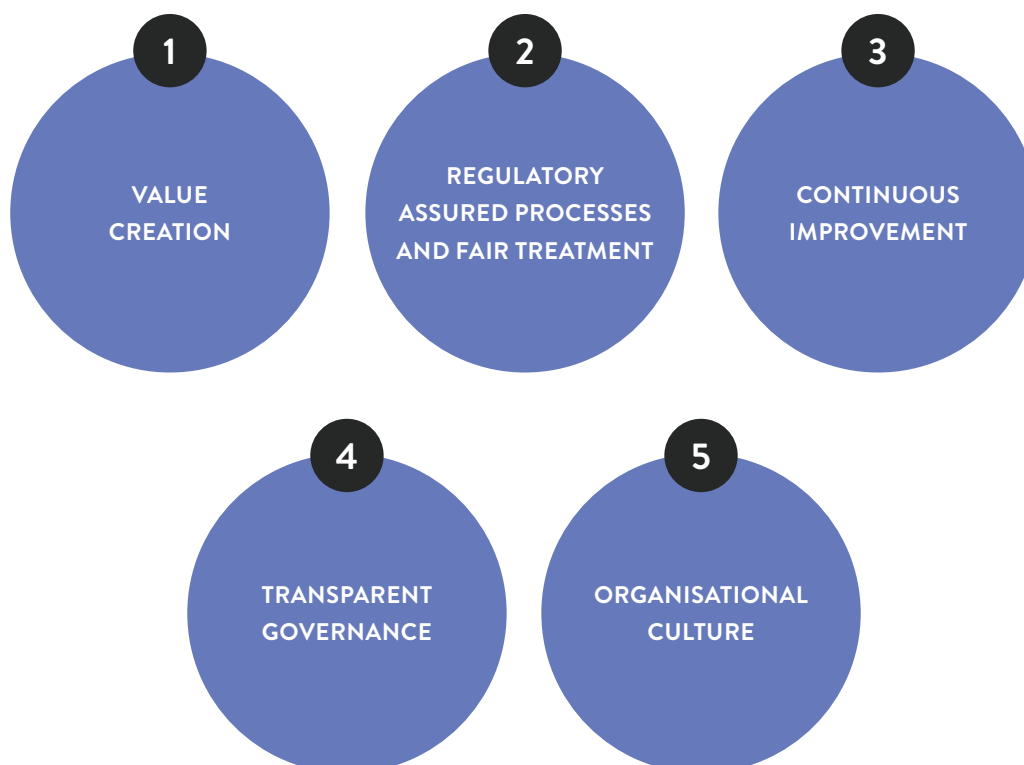 1
VALUE
CREATION
2
REGULATORY
ASSURED PROCESSES
AND FAIR TREATMENT
3
CONTINUOUS
IMPROVEMENT
4
TRANSPARENT
GOVERNANCE
5
ORGANISATIONAL
CULTURE